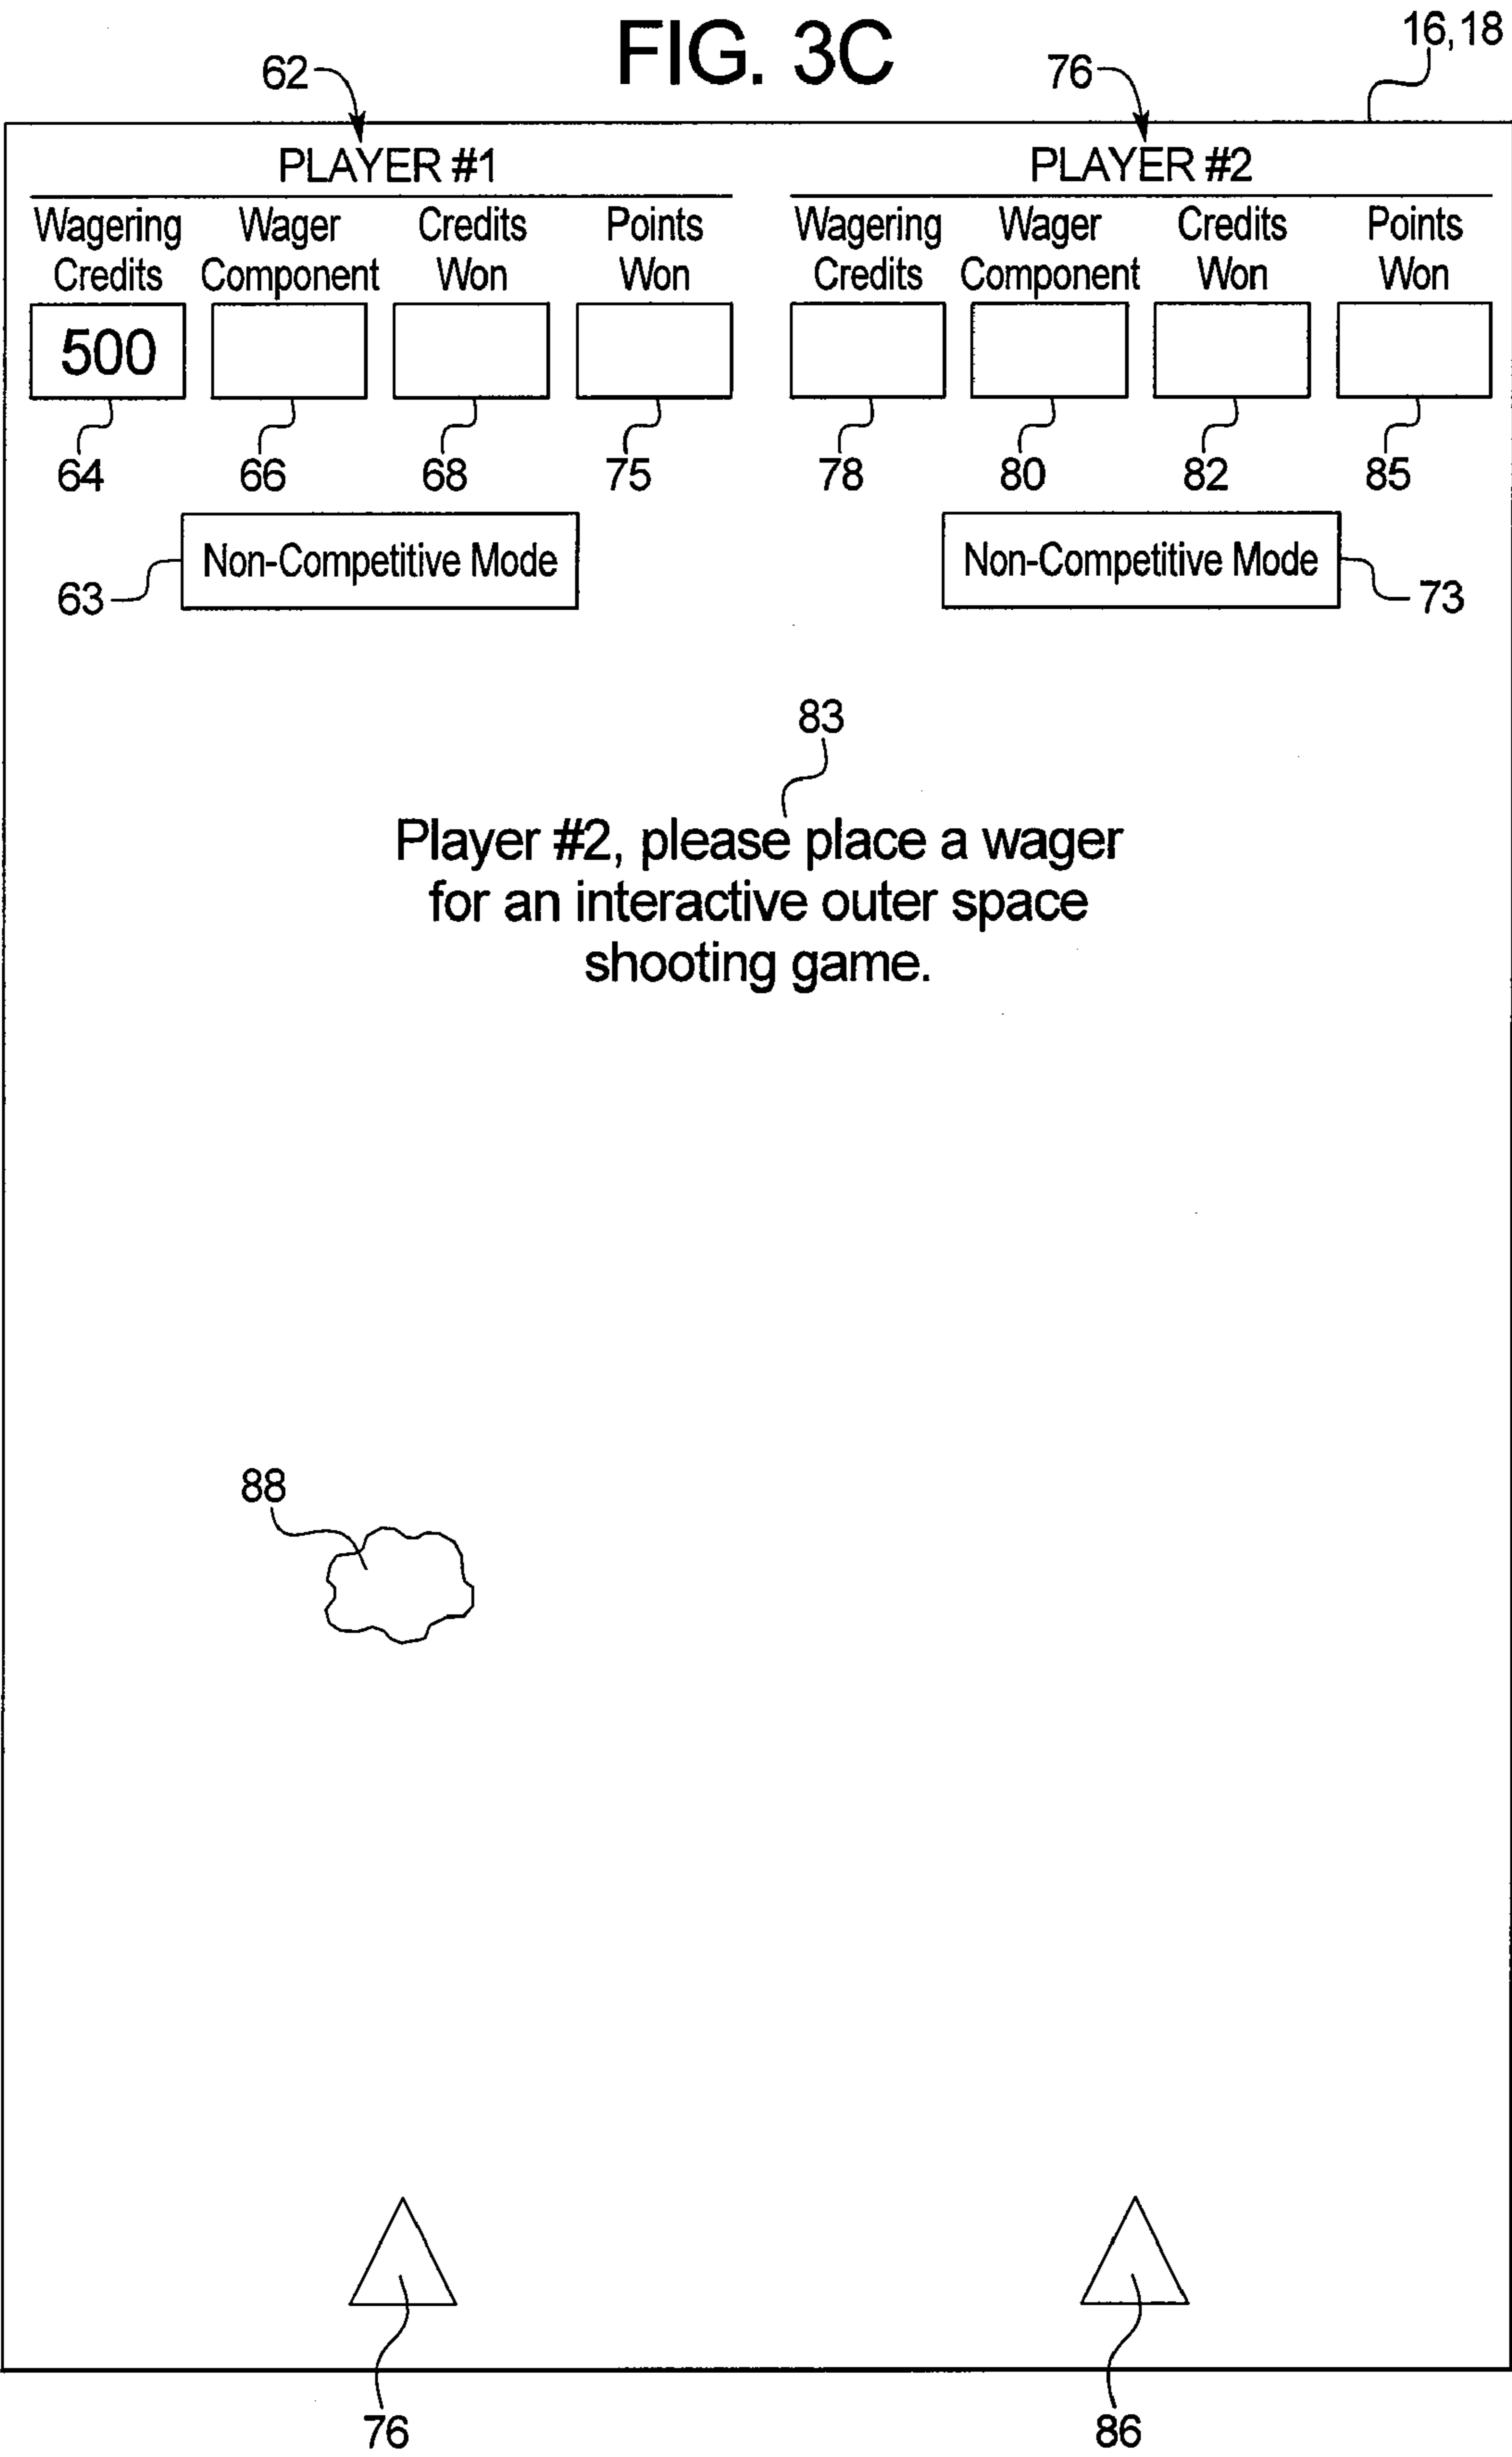 FIG. 3C
16,18
62
76
PLAYER #1
PLAYER #2
Wagering Credits
Wager Component
Credits Won
Points Won
Wagering Credits
Wager Component
Credits Won
Points Won
500
64
66
68
75
78
80
82
85
Non-Competitive Mode
Non-Competitive Mode
63
73
83
Player #2, please place a wager
for an interactive outer space
shooting game.
88
76
86